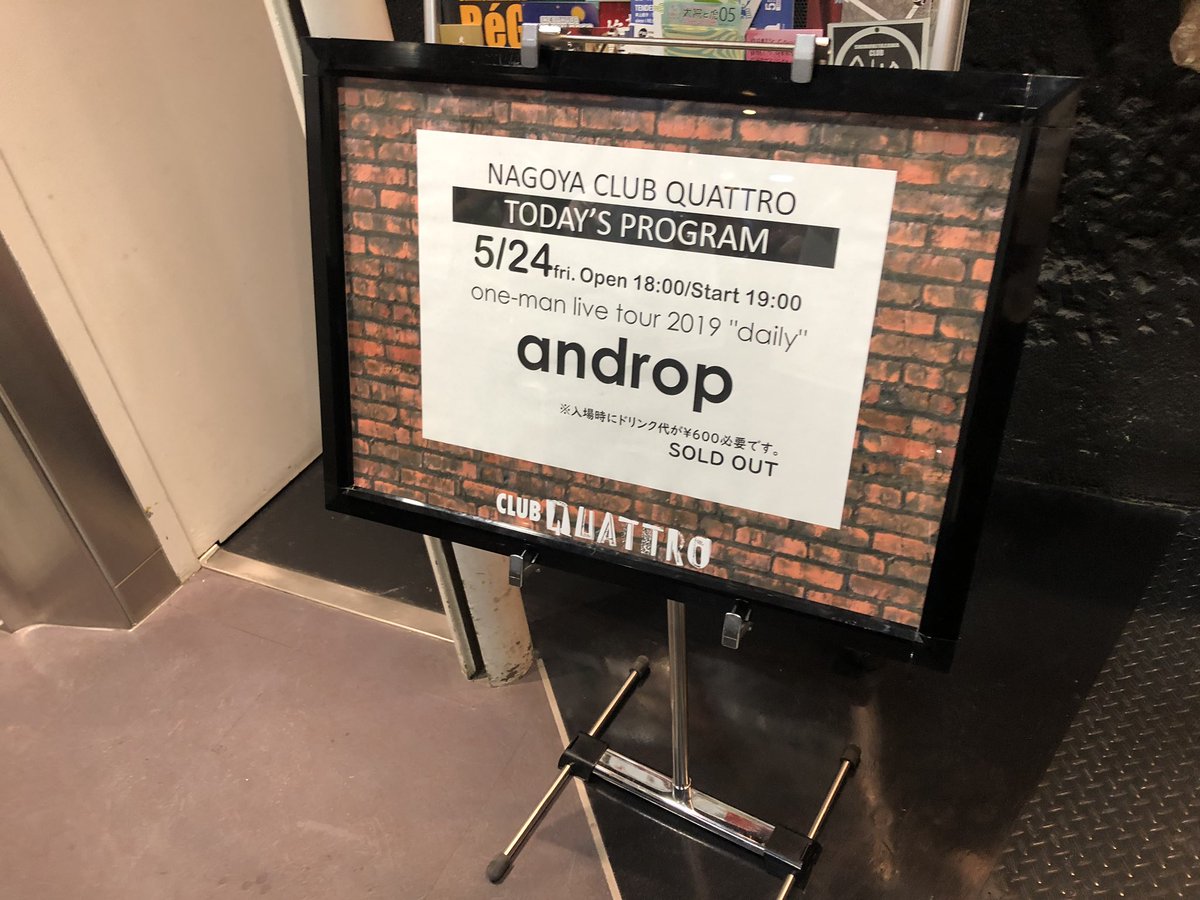 NAGOYA CLUB QUATTRO
TODAY'S PROGRAM
5/24fri. Open 18:00/Start 19:00
one-man live tour 2019 "daily"
androp
※入場時にドリンク代が¥600必要です。
SOLD OUT
CLUB QUATTRO